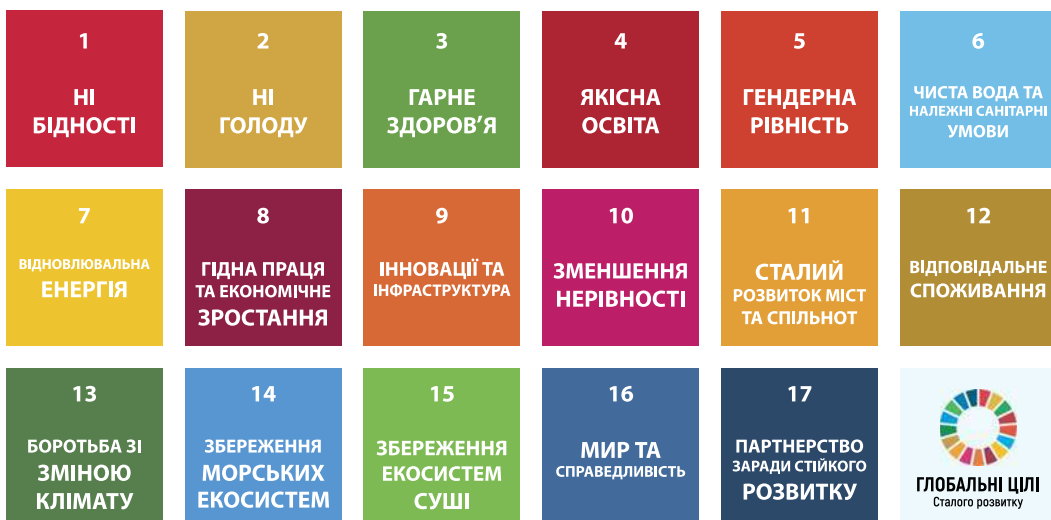 1
НІ
БІДНОСТІ
2
НІ
ГОЛОДУ
3
ГАРНЕ
ЗДОРОВ’Я
4
ЯКІСНА
ОСВІТА
5
ГЕНДЕРНА
РІВНІСТЬ
6
ЧИСТА ВОДА ТА
НАЛЕЖНІ САНІТАРНІ
УМОВИ
7
ВІДНОВЛЮВАЛЬНА
ЕНЕРГІЯ
8
ГІДНА ПРАЦЯ
ТА ЕКОНОМІЧНЕ
ЗРОСТАННЯ
9
ІННОВАЦІЇ ТА
ІНФРАСТРУКТУРА
10
ЗМЕНШЕННЯ
НЕРІВНОСТІ
11
СТАЛИЙ
РОЗВИТОК МІСТ
ТА СПІЛЬНОТ
12
ВІДПОВІДАЛЬНЕ
СПОЖИВАННЯ
13
БОРОТЬБА ЗІ
ЗМІНОЮ
КЛІМАТУ
14
ЗБЕРЕЖЕННЯ
МОРСЬКИХ
ЕКОСИСТЕМ
15
ЗБЕРЕЖЕННЯ
ЕКОСИСТЕМ
СУШІ
16
МИР ТА
СПРАВЕДЛИВІСТЬ
17
ПАРТНЕРСТВО
ЗАРАДИ СТІЙКОГО
РОЗВИТКУ
ГЛОБАЛЬНІ ЦІЛІ
Сталого розвитку